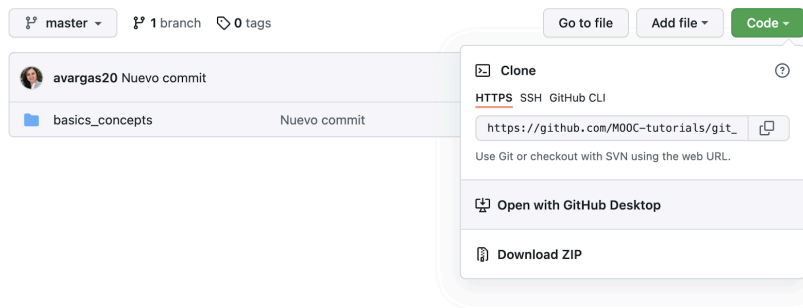 master 1 branch 0 tags Go to file Add file Code
avargas20 Nuevo commit
basics_concepts Nuevo commit
Clone
HTTPS SSH GitHub CLI
https://github.com/MOOC-tutorials/git_
Use Git or checkout with SVN using the web URL.
Open with GitHub Desktop
Download ZIP